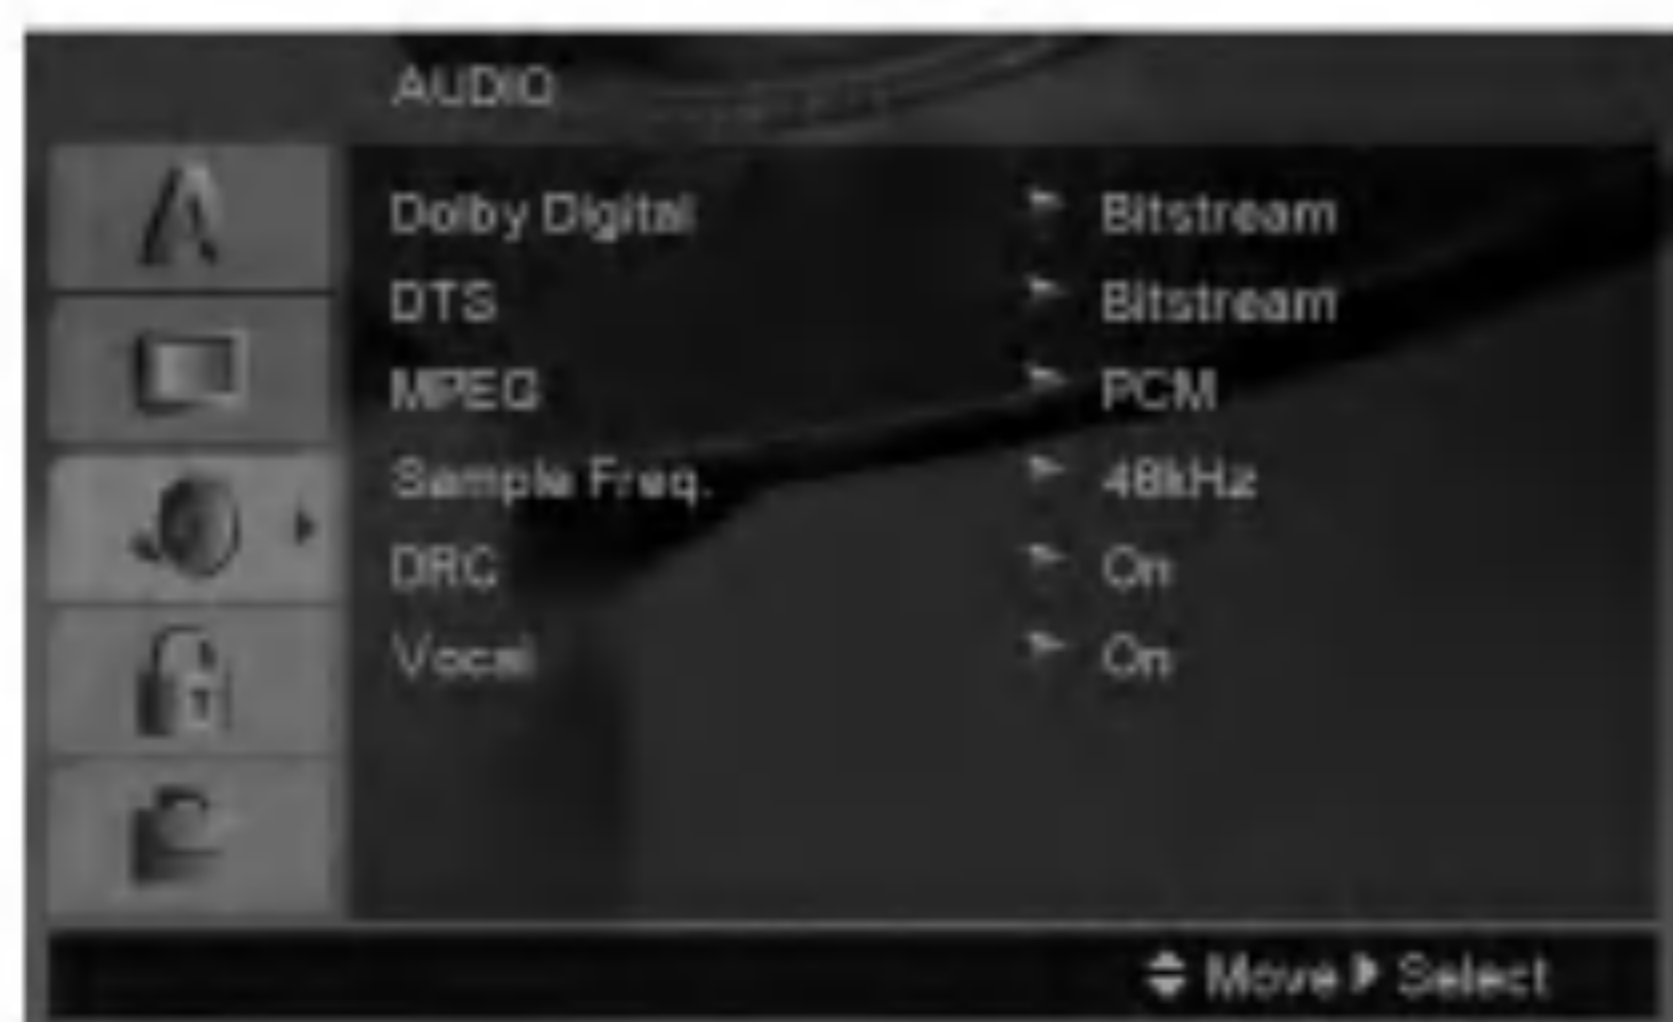 AUDIO
Dolby Digital Bitstream
DTS Bitstream
MPEG PCM
Sample Freq. 48kHz
DRC On
Vocal On
Move Select